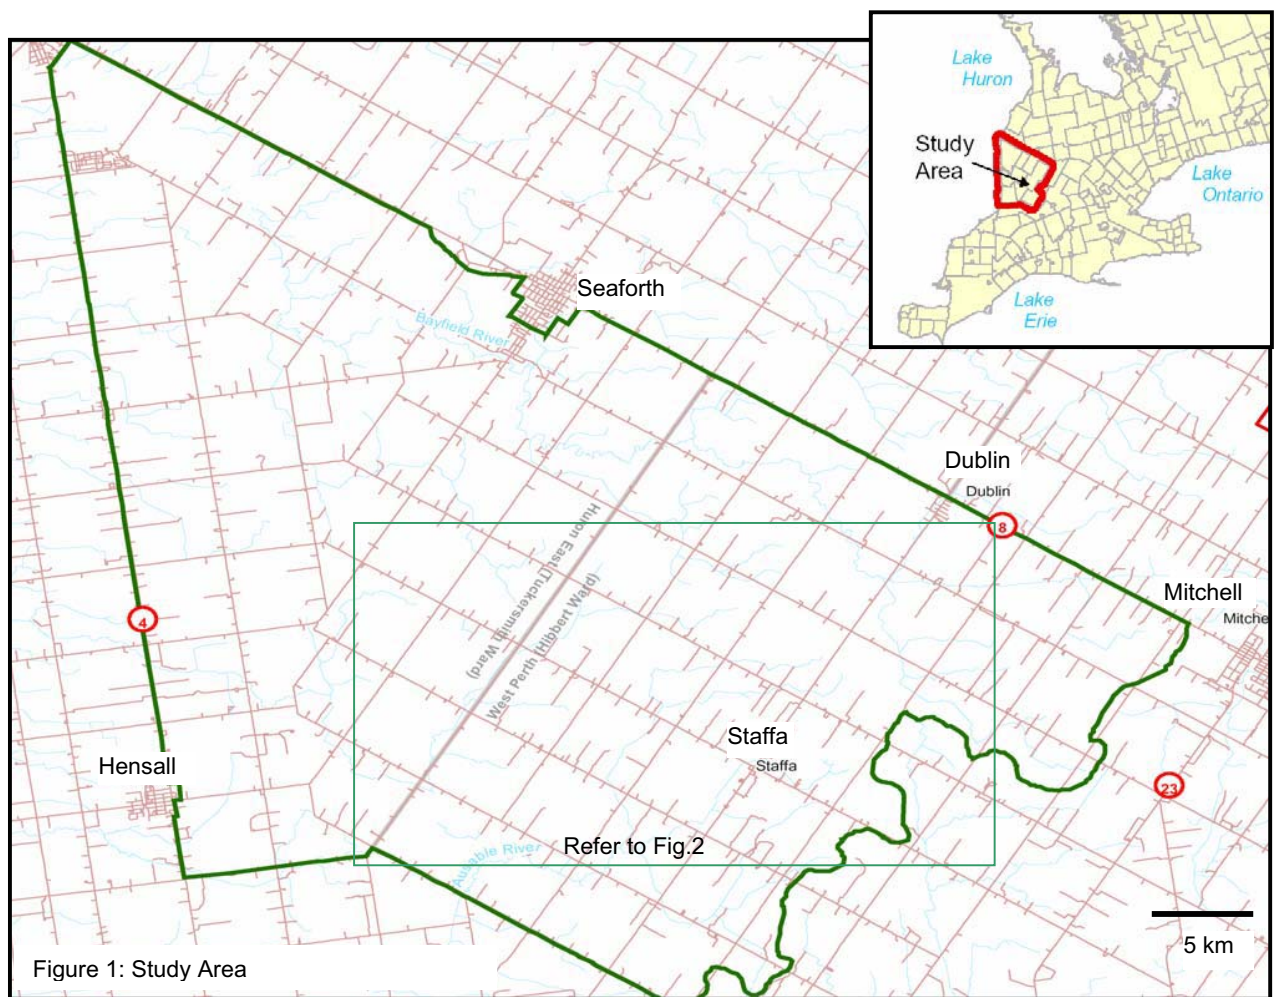 Lake
Huron
Study
Area
Lake
Ontario
Lake
Erie
Seaforth
Bayfield River
Dublin
Dublin
8
Huron East (Tuckersmith Ward)
West Perth (Hibbert Ward)
Mitchell
Mitche
4
Staffa
Staffa
Hensall
23
Refer to Fig.2
Ausable River
5 km
Figure 1: Study Area